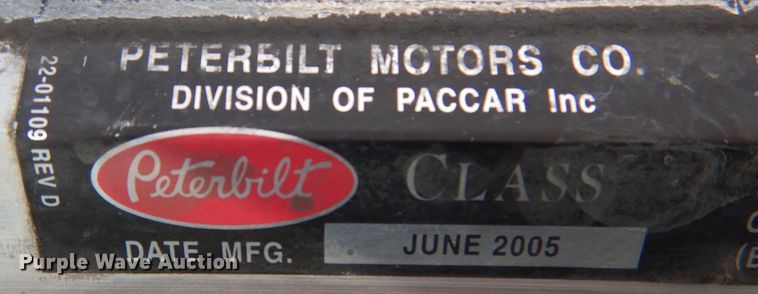 PETERBILT MOTORS CO.
DIVISION OF PACCAR Inc
22-01109 REV D
Peterbilt CLASS
DATE MFG. JUNE 2005
Purple Wave Auction